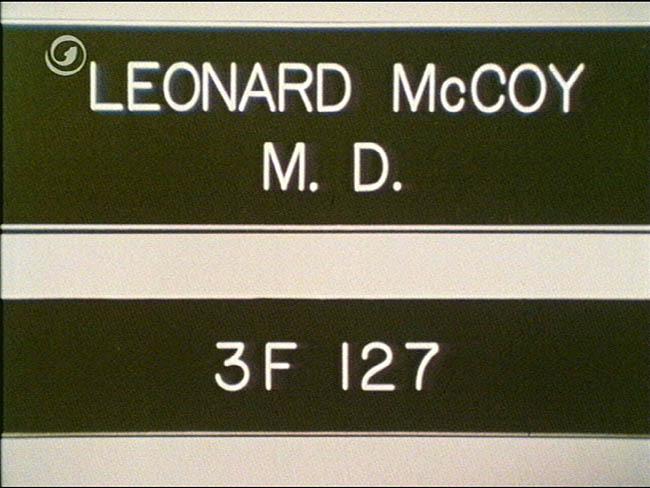 LEONARD McCOY
M. D.
3F 127